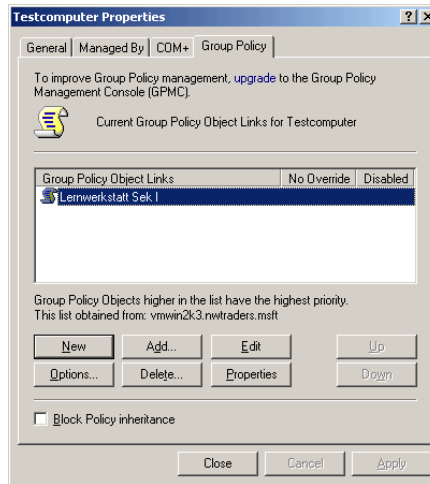 Testcomputer Properties
General Managed By COM+ Group Policy
To improve Group Policy management, upgrade to the Group Policy
Management Console (GPMC).
Current Group Policy Object Links for Testcomputer
Group Policy Object Links No Override Disabled
Lernwerkstatt Sek I
Group Policy Objects higher in the list have the highest priority.
This list obtained from: vmwin2k3.nwtraders.msft
New Add... Edit Up
Options... Delete... Properties Down
Block Policy inheritance
Close Cancel Apply